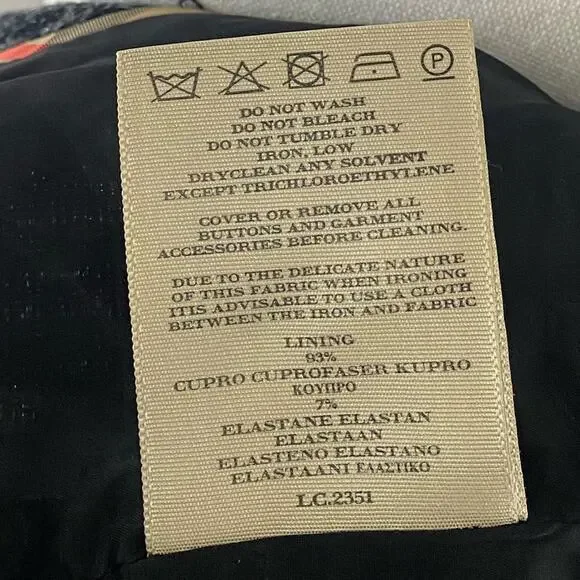 P
DO NOT WASH
DO NOT BLEACH
DO NOT TUMBLE DRY
IRON, LOW
DRYCLEAN ANY SOLVENT
EXCEPT TRICHLOROETHYLENE
COVER OR REMOVE ALL
BUTTONS AND GARMENT
ACCESSORIES BEFORE CLEANING.
DUE TO THE DELICATE NATURE
OF THIS FABRIC WHEN IRONING
IT IS ADVISABLE TO USE A CLOTH
BETWEEN THE IRON AND FABRIC
LINING
93%
CUPRO CUPROFASER KUPRO
ΚΟΥΠΡΟ
7%
ELASTANE ELASTAN
ELASTAAN
ELASTENO ELASTANO
ELASTAANI ΕΛΑΣΤΙΚΟ
LC.2351